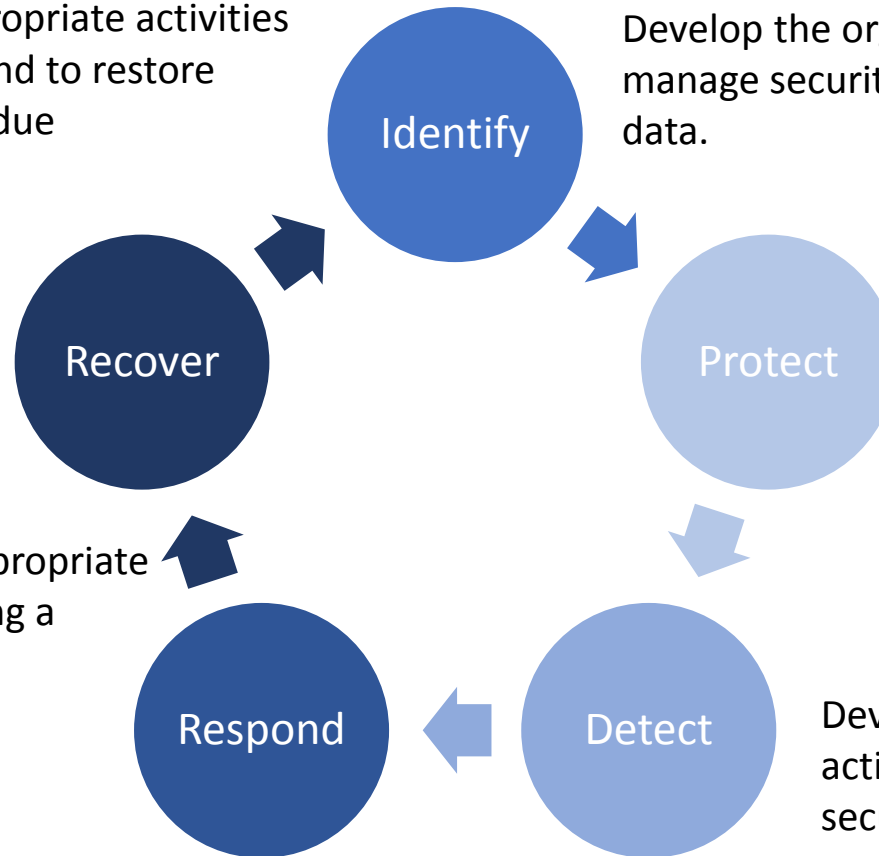 ropriate activities
nd to restore
due
Identify
Develop the or
manage securit
data.
Recover
Protect
propriate
ng a
Respond
Detect
Dev
acti
sec